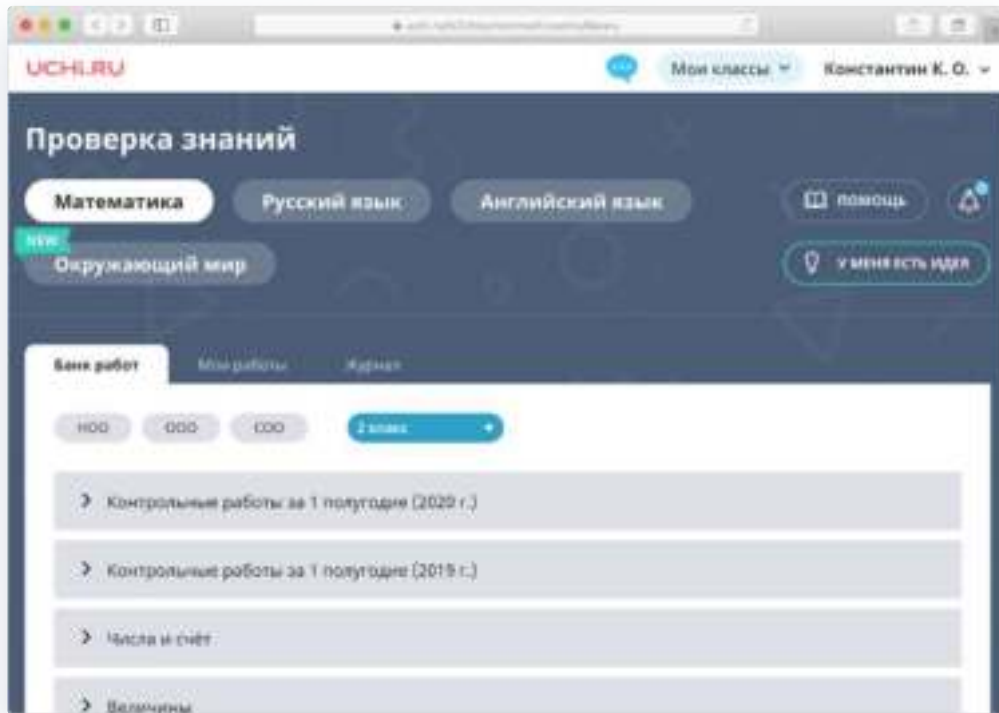 UCHi.RU
Мои классы
Константин К. О.
Проверка знаний
Математика
Русский язык
Английский язык
ПОМОЩЬ
NEW
Окружающий мир
У МЕНЯ ЕСТЬ ИДЕЯ
Банк работ
Мои работы
Журнал
НОО
ООО
СОО
2 класс
Контрольные работы за 1 полугодие (2020 г.)
Контрольные работы за 1 полугодие (2019 г.)
Числа и счёт
Величины